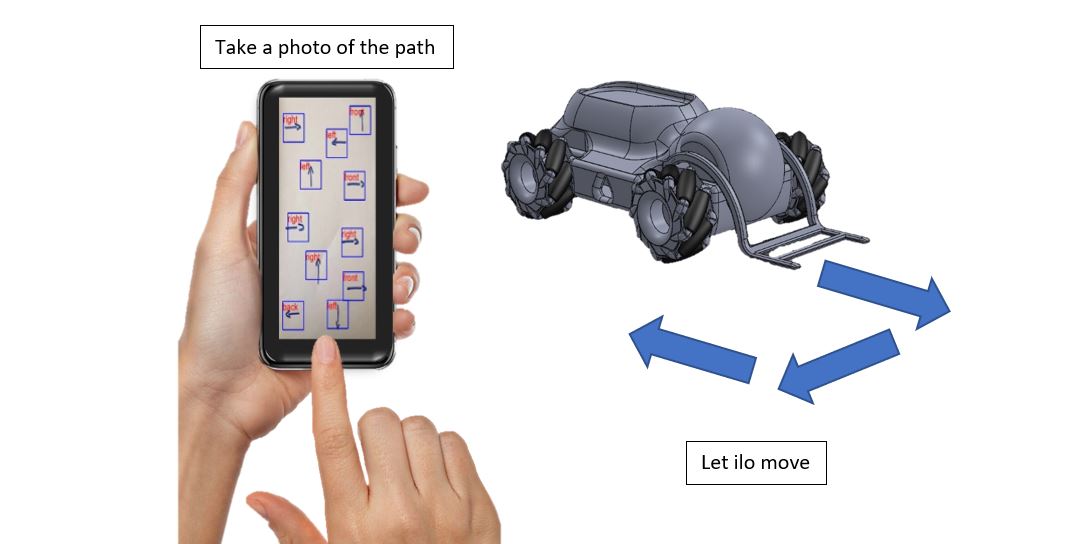 Take a photo of the path
right
front
left
left
front
right
right
right
front
back
left
Let ilo move